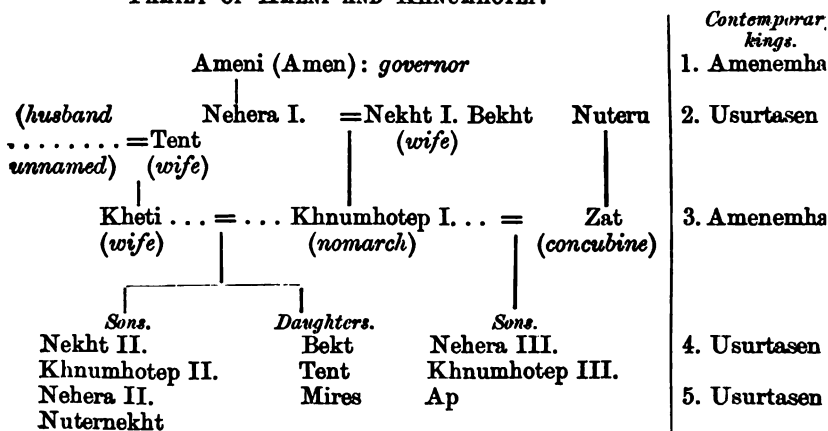 Contemporar
kings.
Ameni (Amen): governor 1. Amenemha
(husband Nehera I. =Nekht I. Bekht Nuteru 2. Usurtasen
........=Tent (wife)
unnamed) (wife)
Kheti ... = ... Khnumhotep I... = Zat 3. Amenemha
(wife) (nomarch) (concubine)
Sons. Daughters. Sons.
Nekht II. Bekt Nehera III. 4. Usurtasen
Khnumhotep II. Tent Khnumhotep III.
Nehera II. Mires Ap 5. Usurtasen
Nuternekht